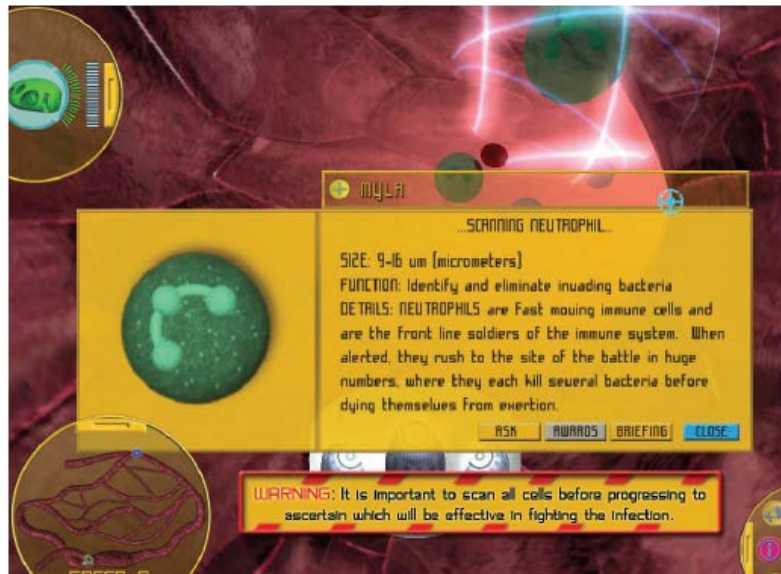 MYLA
...SCANNING NEUTROPHIL...
SIZE: 9-16 um (micrometers)
FUNCTION: Identify and eliminate invading bacteria
DETAILS: NEUTROPHILS are fast moving immune cells and
are the front line soldiers of the immune system. When
alerted, they rush to the site of the battle in huge
numbers, where they each kill several bacteria before
dying themselves from exertion.
ASK AWARDS BRIEFING CLOSE
WARNING: It is important to scan all cells before progressing to
ascertain which will be effective in fighting the infection.